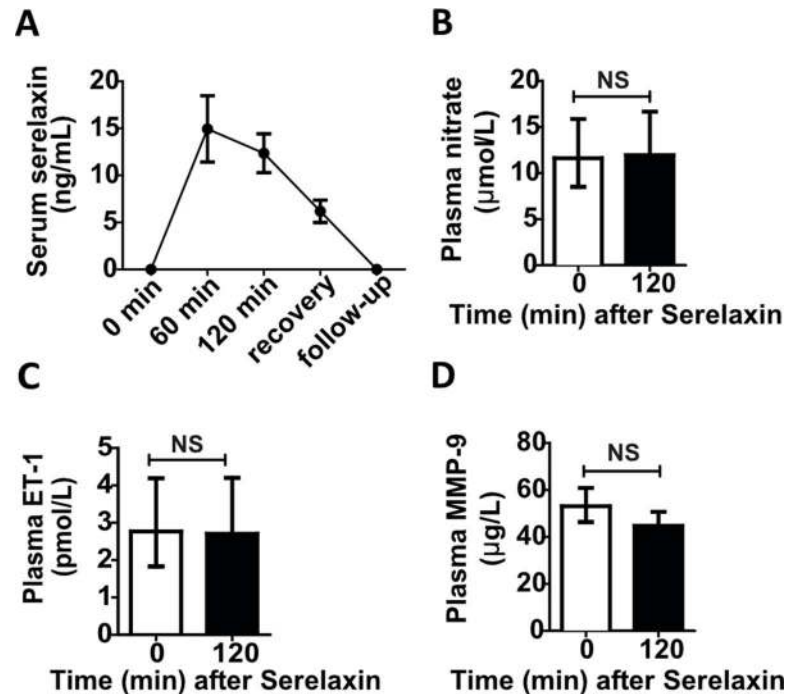 A
Serum serelaxin
(ng/mL)
20
15
10
5
0
0 min
60 min
120 min
recovery
follow-up
B
Plasma nitrate
(μmol/L)
20
15
10
5
0
NS
0
120
Time (min) after Serelaxin
C
Plasma ET-1
(pmol/L)
5
4
3
2
1
0
NS
0
120
Time (min) after Serelaxin
D
Plasma MMP-9
(μg/L)
80
60
40
20
0
NS
0
120
Time (min) after Serelaxin